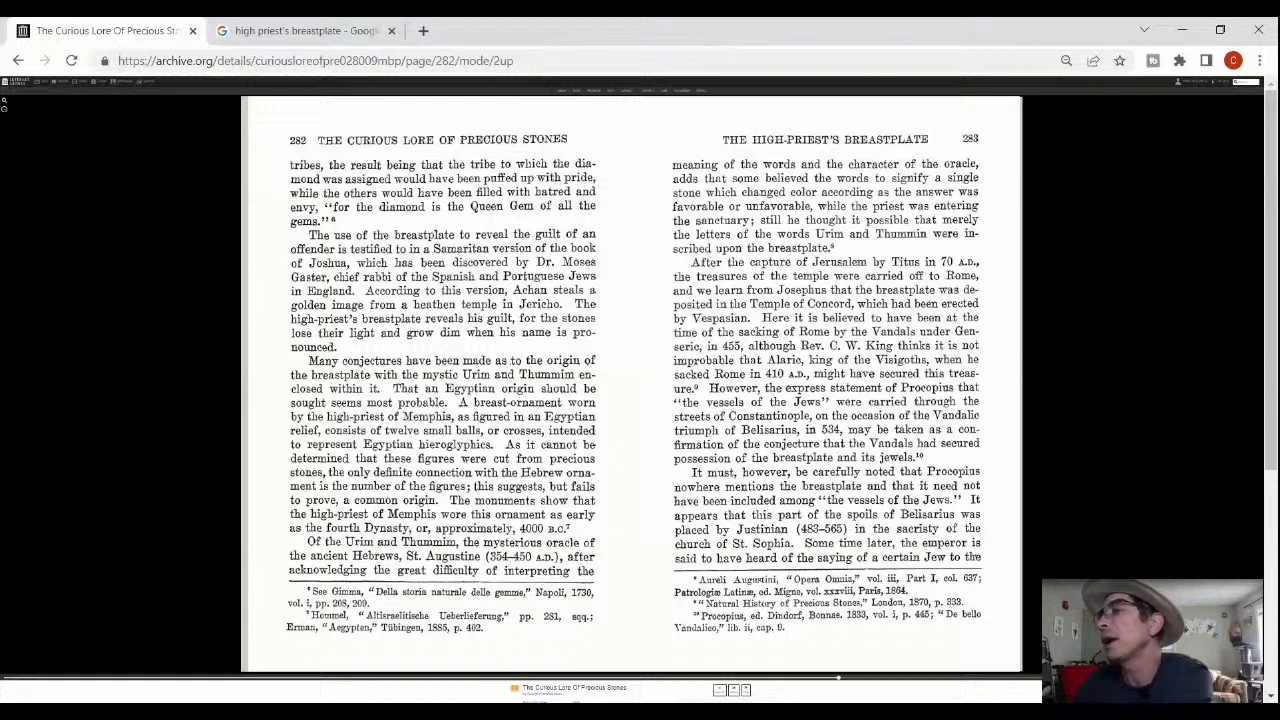 The Curious Lore Of Precious Sto
high priest's breastplate - Google
https://archive.org/details/curiousloreofpre028009mbp/page/282/mode/2up
C
282 THE CURIOUS LORE OF PRECIOUS STONES
tribes, the result being that the tribe to which the dia-
mond was assigned would have been puffed up with pride,
while the others would have been filled with hatred and
envy, “for the diamond is the Queen Gem of all the
gems.” 6
The use of the breastplate to reveal the guilt of an
offender is testified to in a Samaritan version of the book
of Joshua, which has been discovered by Dr. Moses
Gaster, chief rabbi of the Spanish and Portuguese Jews
in England. According to this version, Achan steals a
golden image from a heathen temple in Jericho. The
high-priest's breastplate reveals his guilt, for the stones
lose their light and grow dim when his name is pro-
nounced.
Many conjectures have been made as to the origin of
the breastplate with the mystic Urim and Thummim en-
closed within it. That an Egyptian origin should be
sought seems most probable. A breast-ornament worn
by the high-priest of Memphis, as figured in an Egyptian
relief, consists of twelve small balls, or crosses, intended
to represent Egyptian hieroglyphics. As it cannot be
determined that these figures were cut from precious
stones, the only definite connection with the Hebrew orna-
ment is the number of the figures; this suggests, but fails
to prove, a common origin. The monuments show that
the high-priest of Memphis wore this ornament as early
as the fourth Dynasty, or, approximately, 4000 B.C.7
Of the Urim and Thummim, the mysterious oracle of
the ancient Hebrews, St. Augustine (354–450 A.D.), after
acknowledging the great difficulty of interpreting the
6 See Gimma, “Della storia naturale delle gemme,” Napoli, 1730,
vol. i, pp. 208, 209.
7 Hommel, “Altisraelitische Ueberlieferung,” pp. 281, sqq.;
Erman, “Aegypten,” Tübingen, 1885, p. 402.
THE HIGH-PRIEST'S BREASTPLATE 283
meaning of the words and the character of the oracle,
adds that some believed the words to signify a single
stone which changed color according as the answer was
favorable or unfavorable, while the priest was entering
the sanctuary; still he thought it possible that merely
the letters of the words Urim and Thummim were in-
scribed upon the breastplate.8
After the capture of Jerusalem by Titus in 70 A.D.,
the treasures of the temple were carried off to Rome,
and we learn from Josephus that the breastplate was de-
posited in the Temple of Concord, which had been erected
by Vespasian. Here it is believed to have been at the
time of the sacking of Rome by the Vandals under Gen-
seric, in 455, although Rev. C. W. King thinks it is not
improbable that Alaric, king of the Visigoths, when he
sacked Rome in 410 A.D., might have secured this treas-
ure.9 However, the express statement of Procopius that
“the vessels of the Jews” were carried through the
streets of Constantinople, on the occasion of the Vandalic
triumph of Belisarius, in 534, may be taken as a con-
firmation of the conjecture that the Vandals had secured
possession of the breastplate and its jewels.10
It must, however, be carefully noted that Procopius
nowhere mentions the breastplate and that it need not
have been included among “the vessels of the Jews.” It
appears that this part of the spoils of Belisarius was
placed by Justinian (483–565) in the sacristy of the
church of St. Sophia. Some time later, the emperor is
said to have heard of the saying of a certain Jew to the
8 Aureli Augustini, “Opera Omnia,” vol. iii, Part I, col. 637;
Patrologiæ Latinæ, ed. Migne, vol. xxxviii, Paris, 1864.
9 “Natural History of Precious Stones,” London, 1870, p. 333.
10 Procopius, ed. Dindorf, Bonnae. 1833, vol. i, p. 445; “De bello
Vandalico,” lib. ii, cap. 9.
The Curious Lore Of Precious Stones